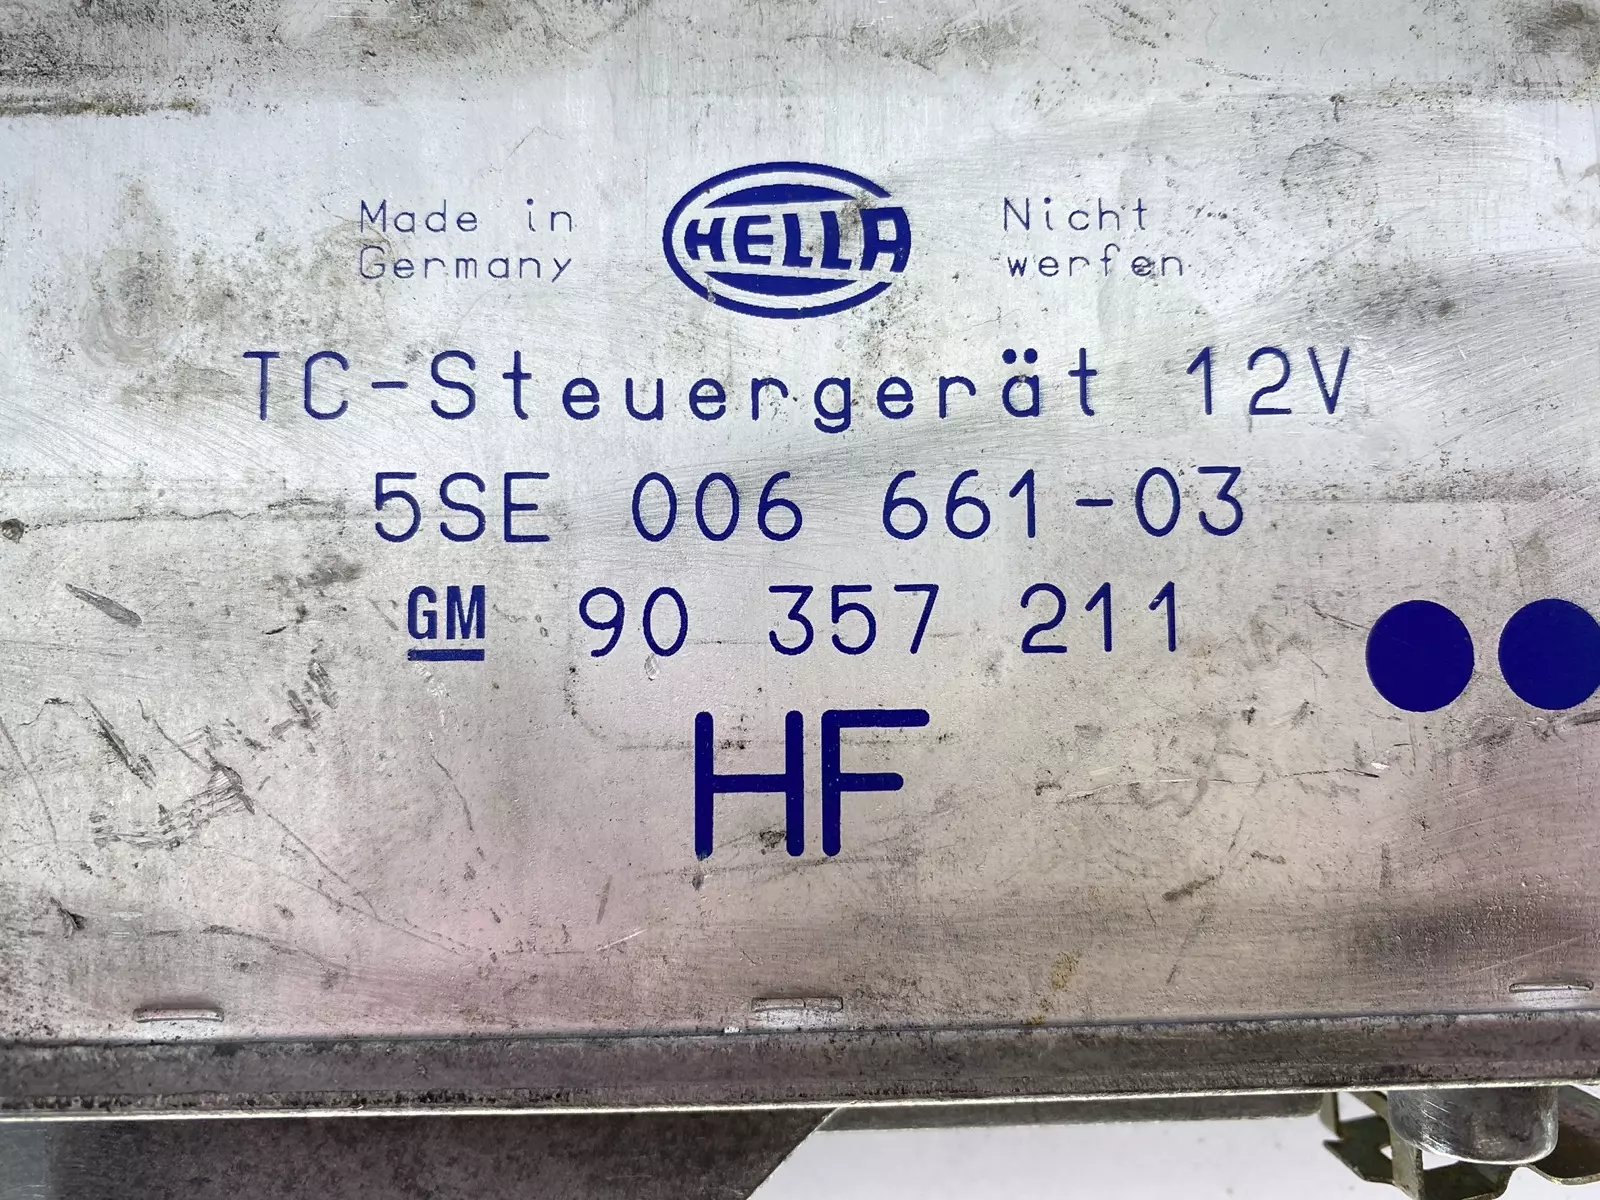 Made in
Germany
HELLA
Nicht
werfen
TC-Steuergerät 12V
5SE 006 661-03
GM 90 357 211
HF